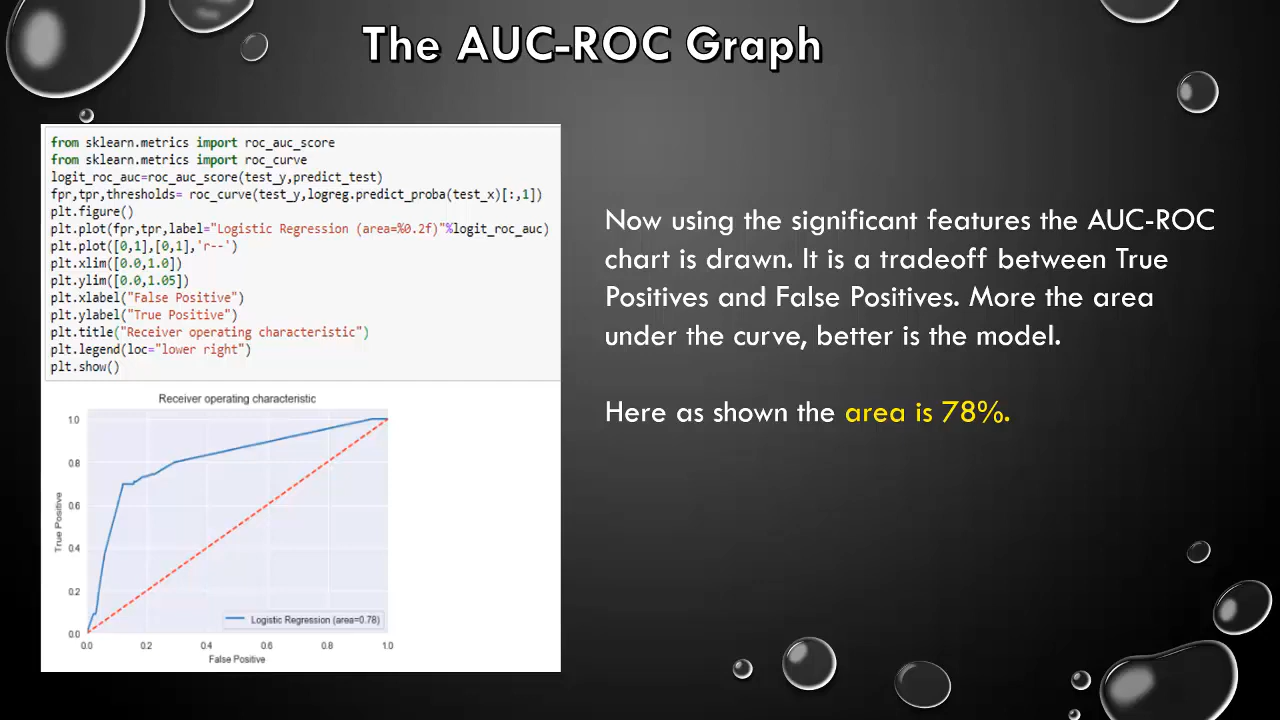 The AUC-ROC Graph
from sklearn.metrics import roc_auc_score
from sklearn.metrics import roc_curve
logit_roc_auc=roc_auc_score(test_y,predict_test)
fpr,tpr,thresholds= roc_curve(test_y,logreg.predict_proba(test_x)[:,1])
plt.figure()
plt.plot(fpr,tpr,label="Logistic Regression (area=%0.2f)"%logit_roc_auc)
plt.plot([0,1],[0,1],'r--')
plt.xlim([0.0,1.0])
plt.ylim([0.0,1.05])
plt.xlabel("False Positive")
plt.ylabel("True Positive")
plt.title("Receiver operating characteristic")
plt.legend(loc="lower right")
plt.show()
Receiver operating characteristic
1.0
0.8
0.6
0.4
0.2
0.0
True Positive
Logistic Regression (area=0.78)
0.0 0.2 0.4 0.6 0.8 1.0
False Positive
Now using the significant features the AUC-ROC
chart is drawn. It is a tradeoff between True
Positives and False Positives. More the area
under the curve, better is the model.
Here as shown the area is 78%.